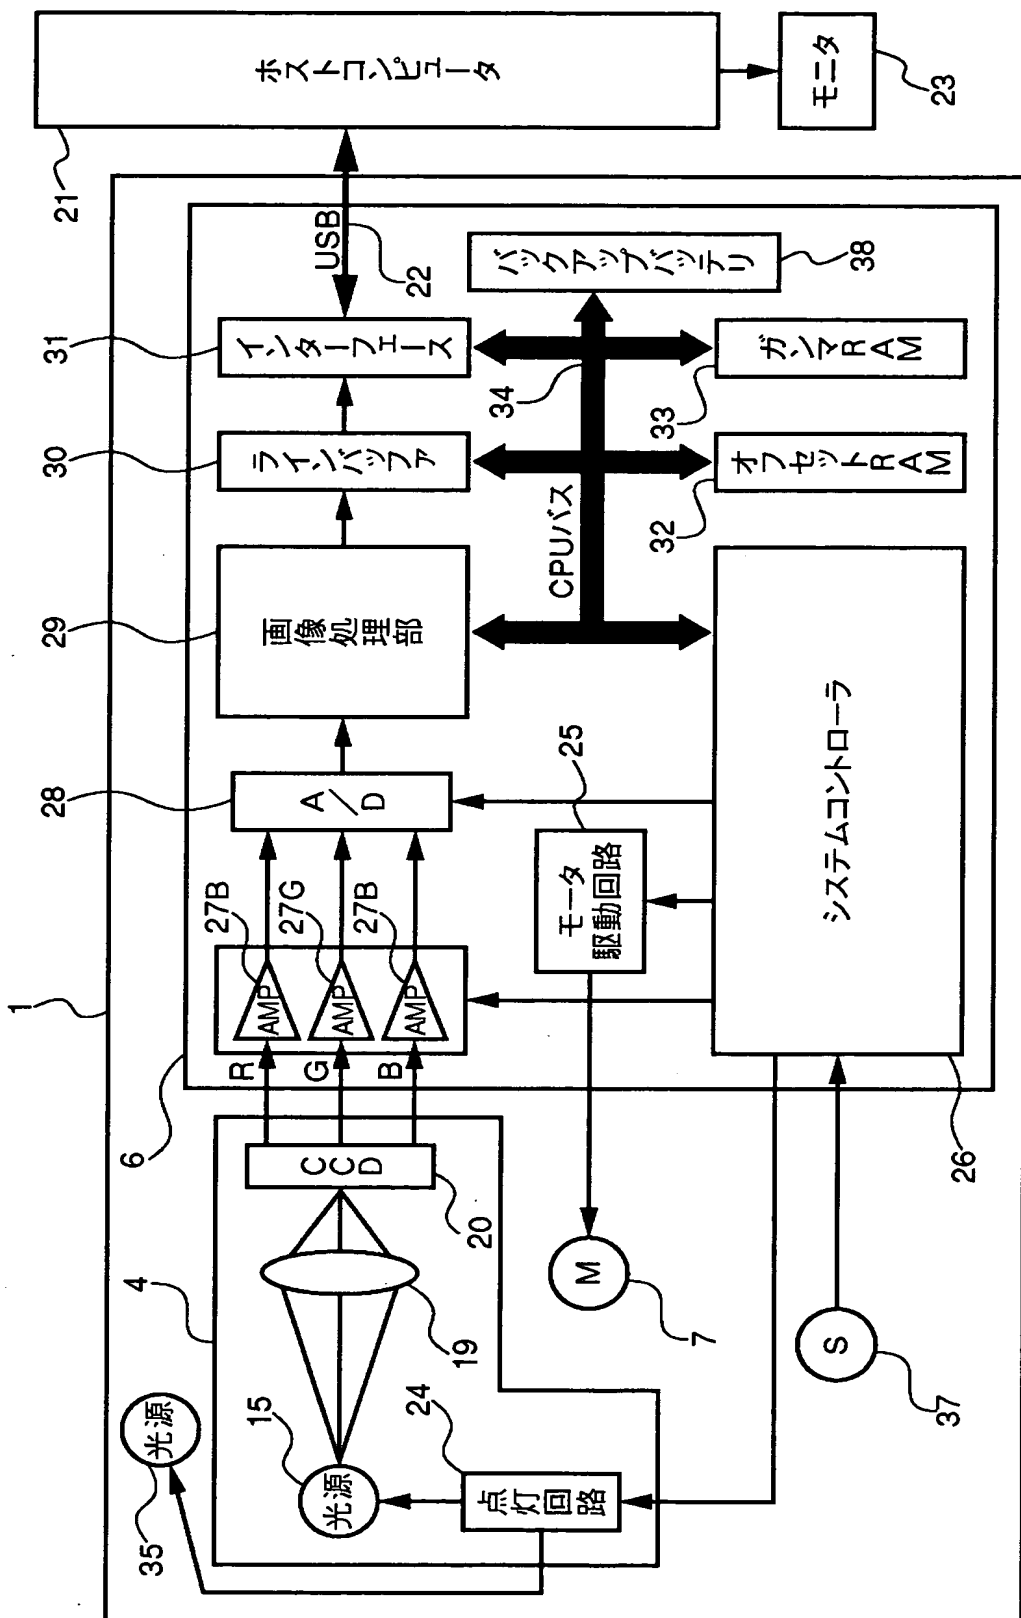 1
6
4
35
光源
15
光源
24
点灯回路
19
20
CCD
R
G
B
AMP
AMP
AMP
27B
27G
27B
28
A/D
29
画像処理部
30
ラインバッファ
31
インターフェース
USB
22
21
ホストコンピュータ
モニタ
23
M
7
25
モータ
駆動回路
CPUバス
34
バックアップバッテリ
38
S
37
システムコントローラ
26
32
オフセットRAM
33
ガンマRAM